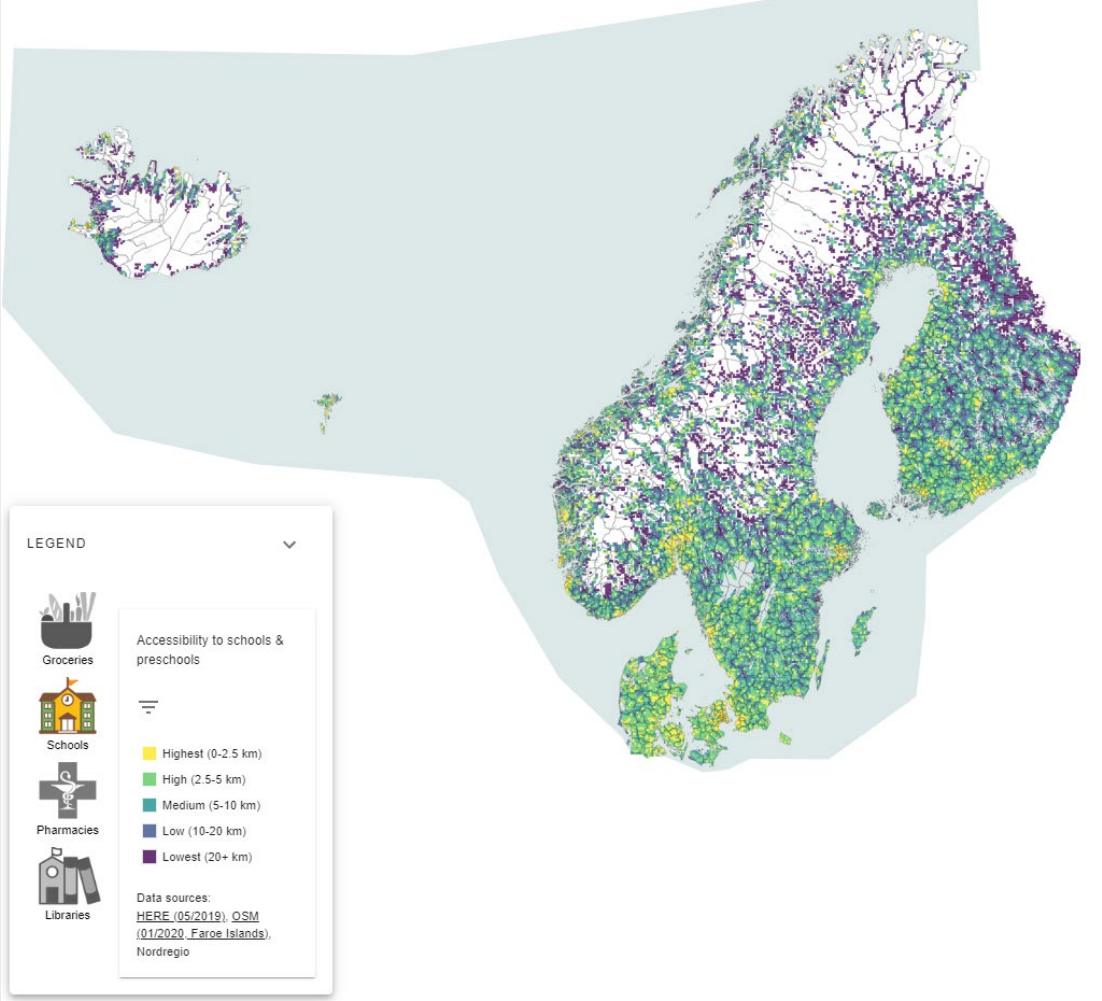 LEGEND
Groceries
Schools
Pharmacies
Libraries
Accessibility to schools &
preschools
Highest (0-2.5 km)
High (2.5-5 km)
Medium (5-10 km)
Low (10-20 km)
Lowest (20+ km)
Data sources:
HERE (05/2019), OSM
(01/2020, Faroe Islands),
Nordregio